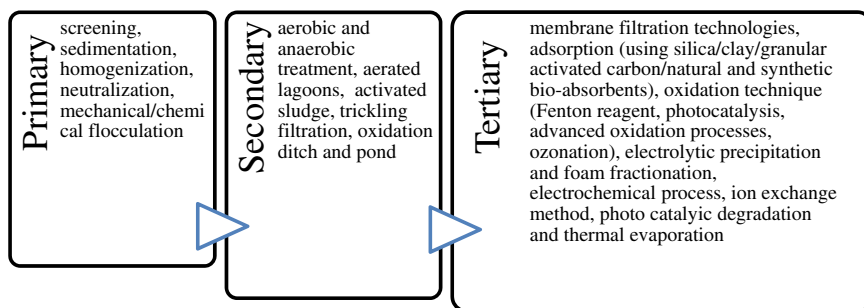 Primary
screening,
sedimentation,
homogenization,
neutralization,
mechanical/chemi
cal flocculation
Secondary
aerobic and
anaerobic
treatment, aerated
lagoons, activated
sludge, trickling
filtration, oxidation
ditch and pond
Tertiary
membrane filtration technologies,
adsorption (using silica/clay/granular
activated carbon/natural and synthetic
bio-absorbents), oxidation technique
(Fenton reagent, photocatalysis,
advanced oxidation processes,
ozonation), electrolytic precipitation
and foam fractionation,
electrochemical process, ion exchange
method, photo catalyic degradation
and thermal evaporation